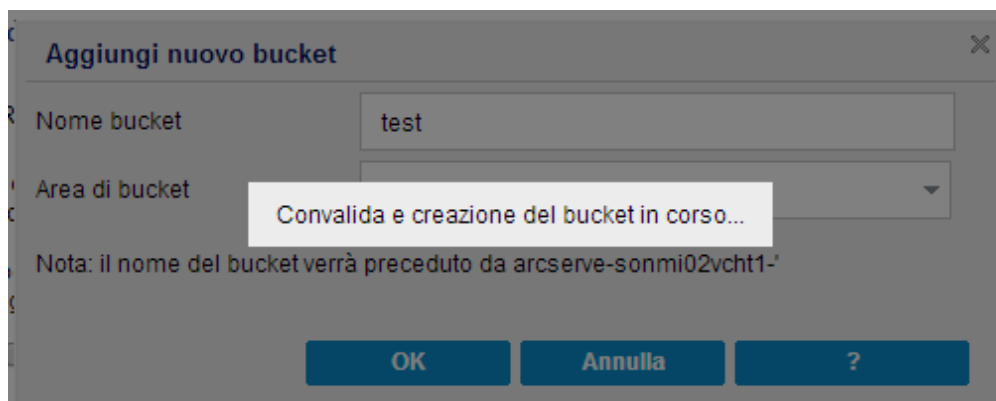 Aggiungi nuovo bucket
Nome bucket test
Area di bucket
Convalida e creazione del bucket in corso...
Nota: il nome del bucket verrà preceduto da arcserve-sonmi02vcht1-'
OK Annulla ?